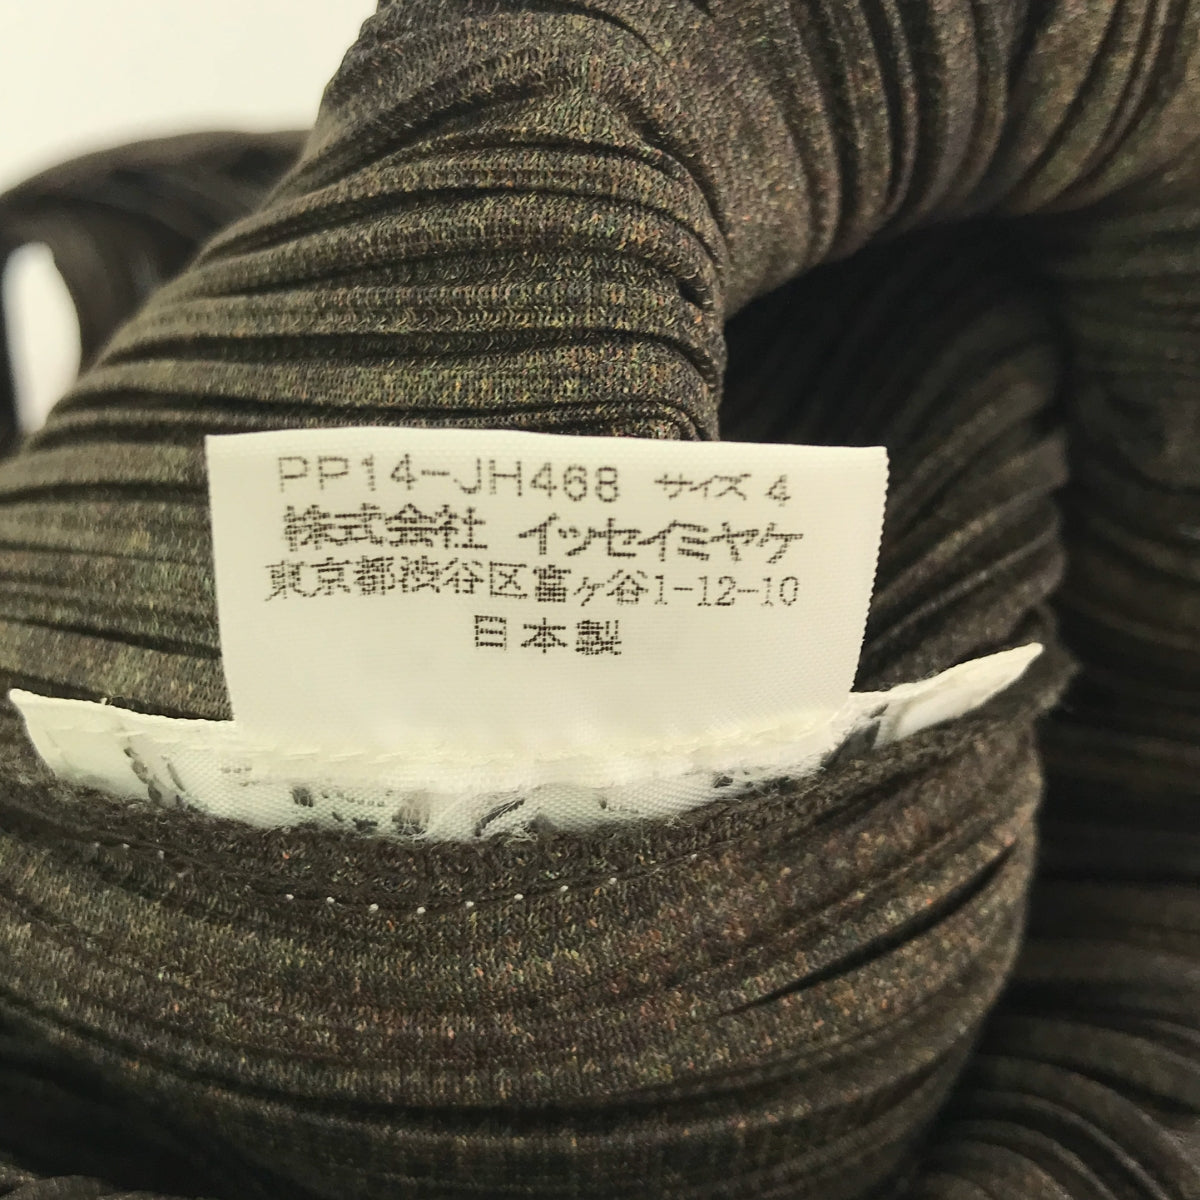 PP14-JH468 サイズ 4
株式会社 イッセイミヤケ
東京都渋谷区富ヶ谷1-12-10
日本製